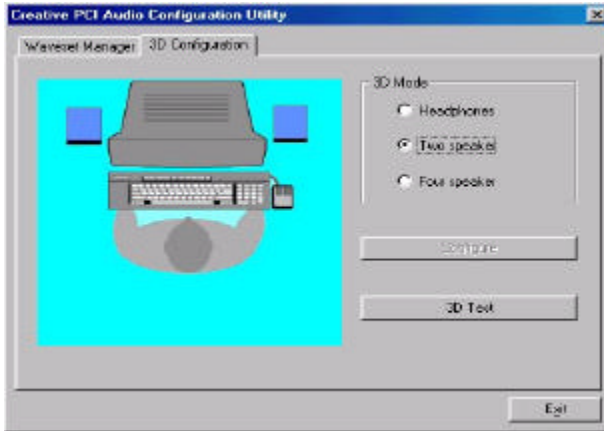 Creative PCI Audio Configuration Utility
Waveset Manager
3D Configuration
3D Mode
Headphones
Two speaker
Four speaker
Configure
3D Test
Exit